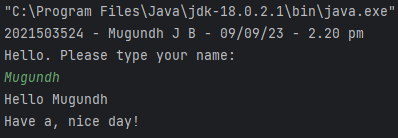 "C:\Program Files\Java\jdk-18.0.2.1\bin\java.exe"
2021503524 - Mugundh J B - 09/09/23 - 2.20 pm
Hello. Please type your name:
Mugundh
Hello Mugundh
Have a, nice day!